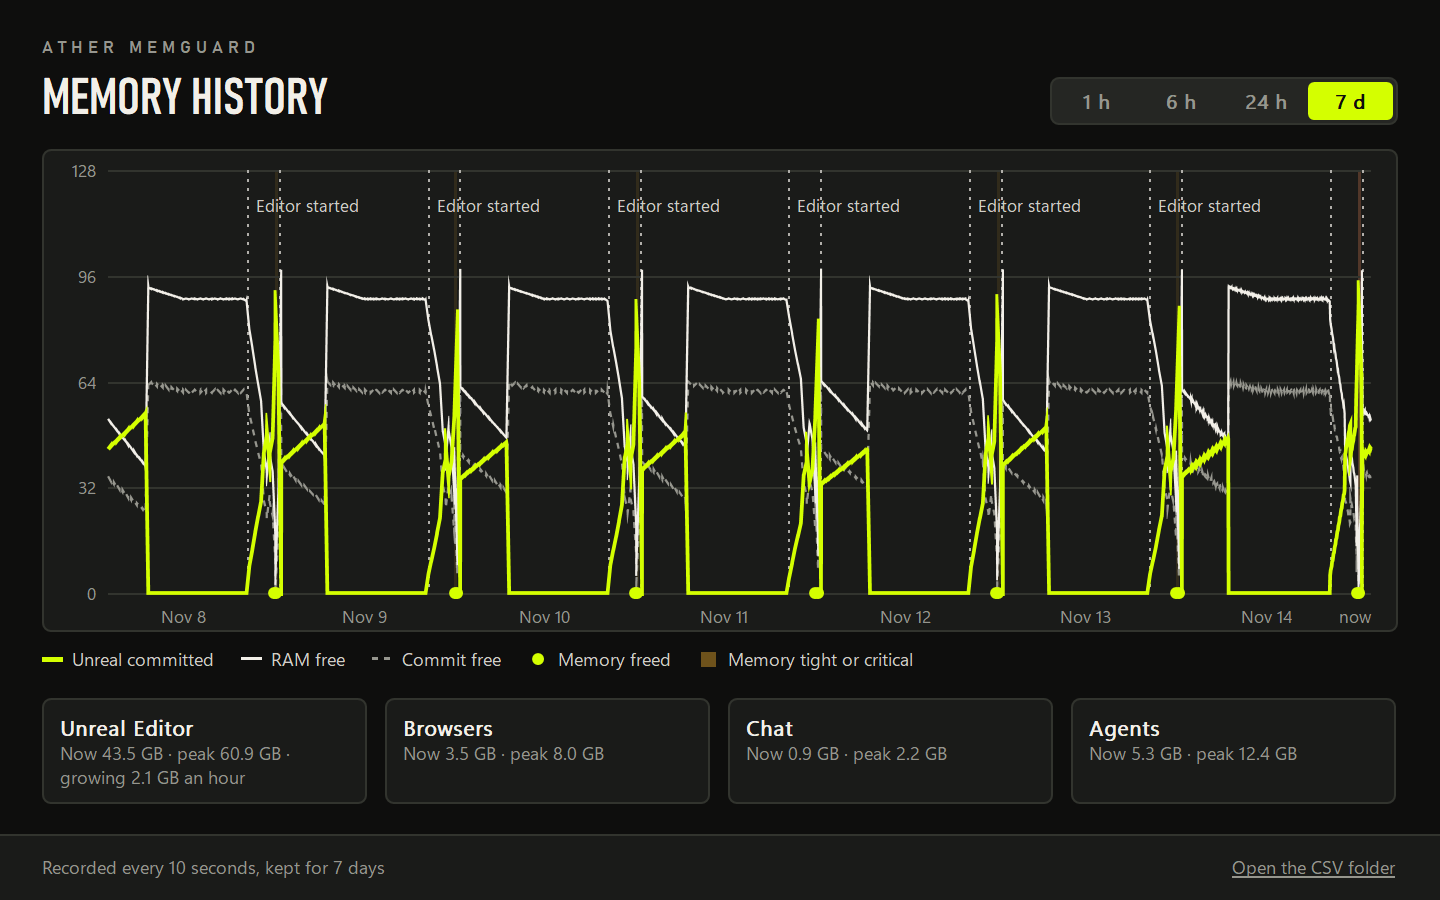 ATHER MEMGUARD
MEMORY HISTORY
1 h 6 h 24 h 7 d
128
Editor started Editor started Editor started Editor started Editor started Editor started
96
64
32
0
Nov 8 Nov 9 Nov 10 Nov 11 Nov 12 Nov 13 Nov 14 now
Unreal committed RAM free Commit free Memory freed Memory tight or critical
Unreal Editor
Now 43.5 GB · peak 60.9 GB ·
growing 2.1 GB an hour
Browsers
Now 3.5 GB · peak 8.0 GB
Chat
Now 0.9 GB · peak 2.2 GB
Agents
Now 5.3 GB · peak 12.4 GB
Recorded every 10 seconds, kept for 7 days
Open the CSV folder